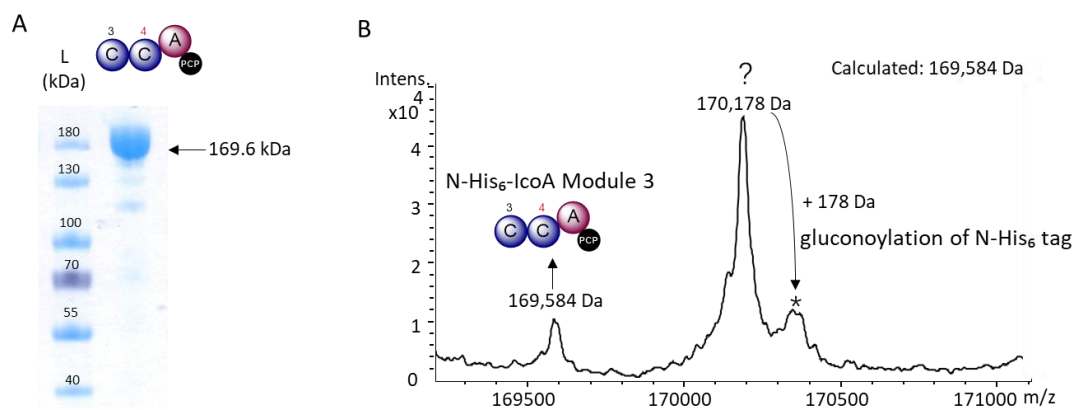 A
3 4
C C A PCP
L
(kDa)
180
130
100
70
55
40
169.6 kDa
B
Intens.
x10
4
4
3
2
1
0
?
170,178 Da
Calculated: 169,584 Da
N-His₆-IcoA Module 3
3 4
C C A PCP
169,584 Da
+ 178 Da
gluconoylation of N-His₆ tag
*
169500 170000 170500 171000 m/z